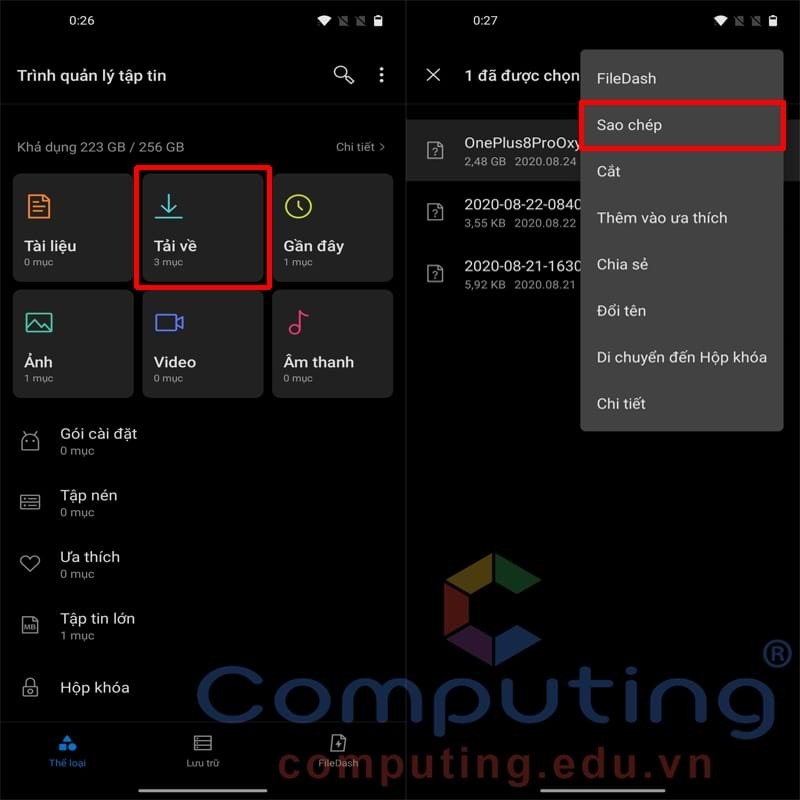 0:26
Trình quản lý tập tin
Khả dụng 223 GB / 256 GB
Chi tiết
Tài liệu
0 mục
Tải về
3 mục
Gần đây
1 mục
Ảnh
1 mục
Video
0 mục
Âm thanh
0 mục
Gói cài đặt
0 mục
Tập nén
0 mục
Ưa thích
0 mục
MB
Tập tin lớn
1 mục
Hộp khóa
Thể loại
Lưu trữ
FileDash
0:27
1 đã được chọn
OnePlus8ProOxy
2,48 GB 2020.08.24
2020-08-22-0840
3,55 KB 2020.08.22
2020-08-21-1630
5,92 KB 2020.08.21
FileDash
Sao chép
Cắt
Thêm vào ưa thích
Chia sẻ
Đổi tên
Di chuyển đến Hộp khóa
Chi tiết
Computing®
computing.edu.vn